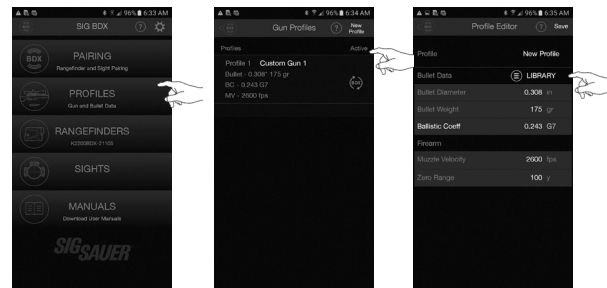 96% 6:33 AM
SIG BDX
?
BDX
PAIRING
Rangefinder and Sight Pairing
PROFILES
Gun and Bullet Data
RANGEFINDERS
SIGHTS
MANUALS
Download User Manuals
SIG SAUER
96% 6:34 AM
Gun Profiles ? New Profile
Profiles Active
Profile 1 Custom Gun 1
Bullet - 0.308" 175 gr
BC - 0.243 G7
MV - 2600 fps
BDX
96% 6:35 AM
Profile Editor ? Save
Profile New Profile
Bullet Data LIBRARY
Bullet Diameter 0.308 in
Bullet Weight 175 gr
Ballistic Coeff 0.243 G7
Firearm
Muzzle Velocity 2600 fps
Zero Range 100 y